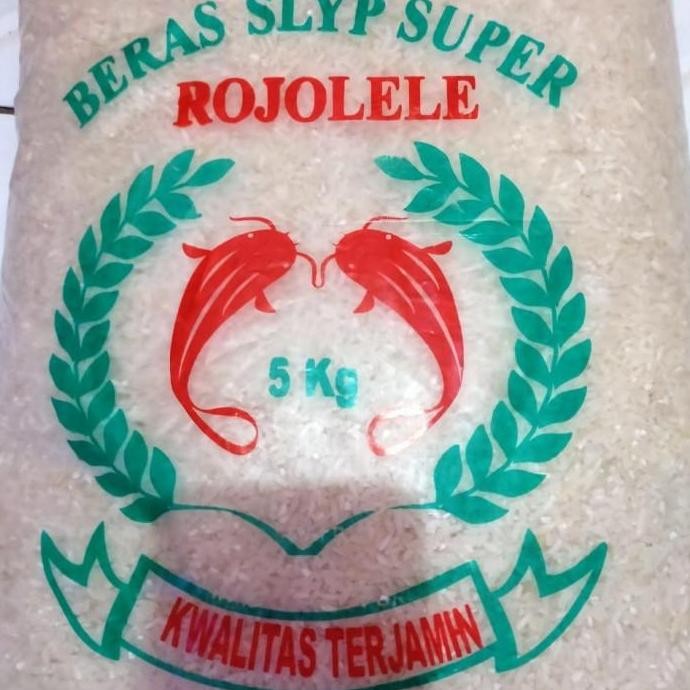 BERAS SLYP SUPER
ROJOLELE
5 Kg
KWALITAS TERJAMIN